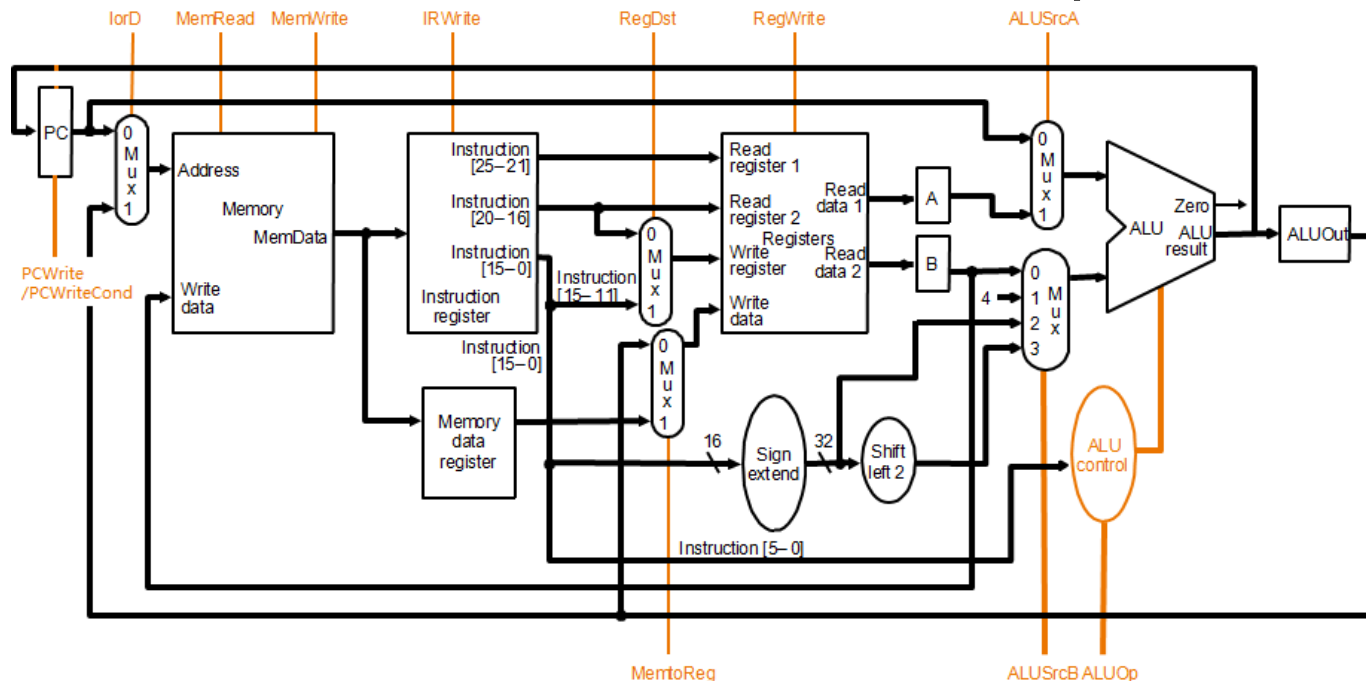 IorD
MemRead
MemWrite
IRWrite
RegDst
RegWrite
ALUSrcA
PC
0
M
u
x
1
Address
Memory
MemData
Write
data
PCWrite
/PCWriteCond
Instruction
[25–21]
Instruction
[20–16]
Instruction
[15–0]
Instruction
register
Instruction
[15–11]
Instruction
[15–0]
0
M
u
x
1
0
M
u
x
1
Memory
data
register
Read
register 1
Read
register 2
Registers
Write
register
Write
data
Read
data 1
Read
data 2
A
B
16
Sign
extend
32
Shift
left 2
Instruction [5–0]
0
M
u
x
1
4
0
1
2
3
M
u
x
ALU
Zero
ALU
result
ALUOut
ALU
control
MemtoReg
ALUSrcB
ALUOp